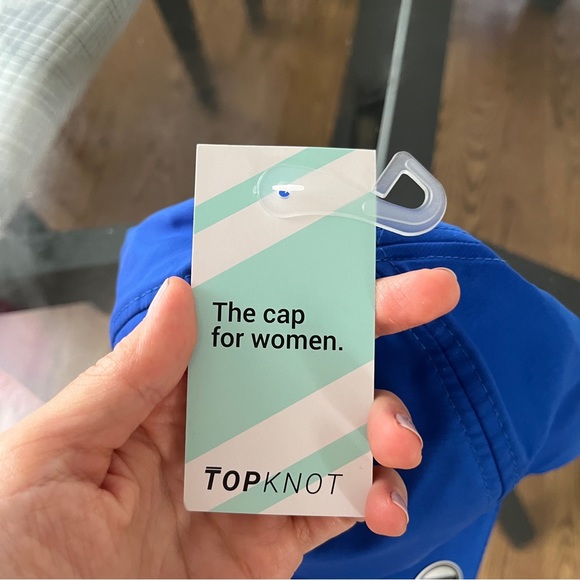 The cap
for women.
TOPKNOT